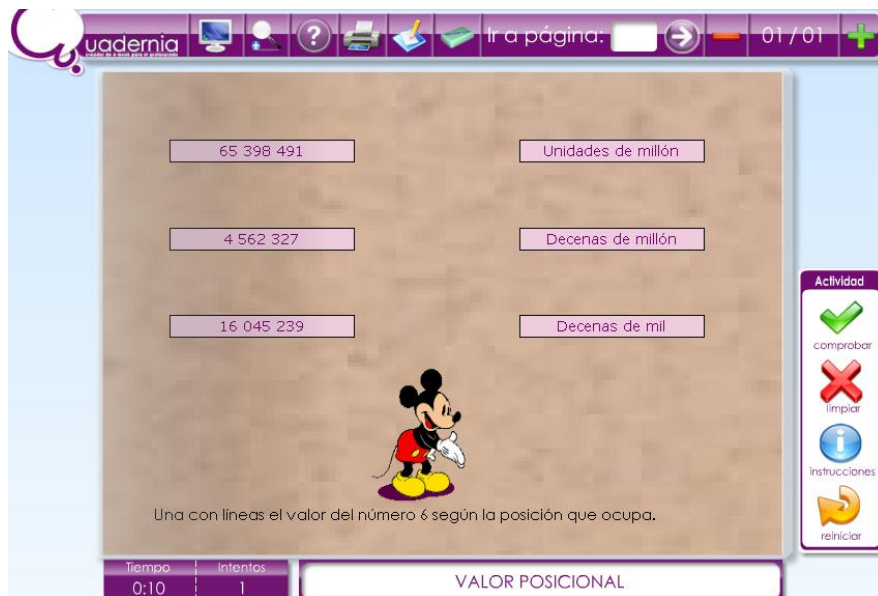 uadernia
Ir a página:
01/01
65 398 491
Unidades de millón
4 562 327
Decenas de millón
16 045 239
Decenas de mil
Una con líneas el valor del número 6 según la posición que ocupa.
Actividad
comprobar
limpiar
instrucciones
reiniciar
Tiempo
Intentos
0:10
1
VALOR POSICIONAL